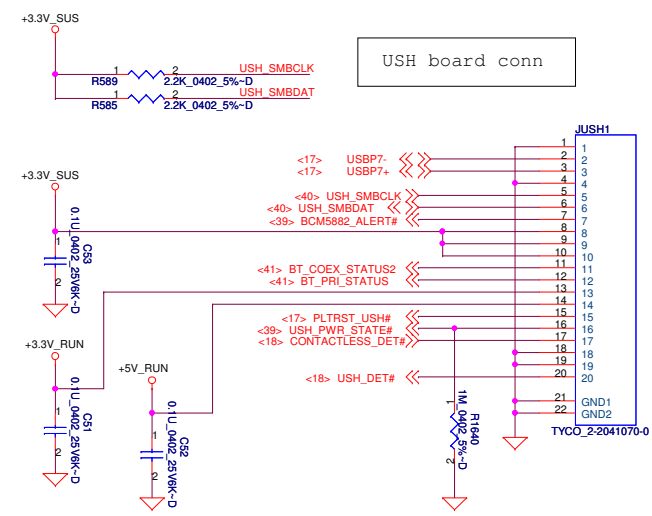 +3.3V_SUS
USH board conn
1 2 USH_SMBCLK
R589 2.2K_0402_5%~D
1 2 USH_SMBDAT
R585 2.2K_0402_5%~D
JUSH1
1 1
<17> USBP7- 2 2
<17> USBP7+ 3 3
4 4
+3.3V_SUS
<40> USH_SMBCLK 5 5
<40> USH_SMBDAT 6 6
<39> BCM5882_ALERT# 7 7
8 8
9 9
10 10
1 2 C53
0.1U_0402_25V6K~D
<41> BT_COEX_STATUS2 11 11
<41> BT_PRI_STATUS 12 12
13 13
14 14
<17> PLTRST_USH# 15 15
<39> USH_PWR_STATE# 16 16
<18> CONTACTLESS_DET# 17 17
18 18
19 19
<18> USH_DET# 20 20
21 GND1
22 GND2
TYCO_2-2041070-0
+3.3V_RUN
1 2 C51
0.1U_0402_25V6K~D
+5V_RUN
1 2 C52
0.1U_0402_25V6K~D
1 2 R1640
1M_0402_5%~D